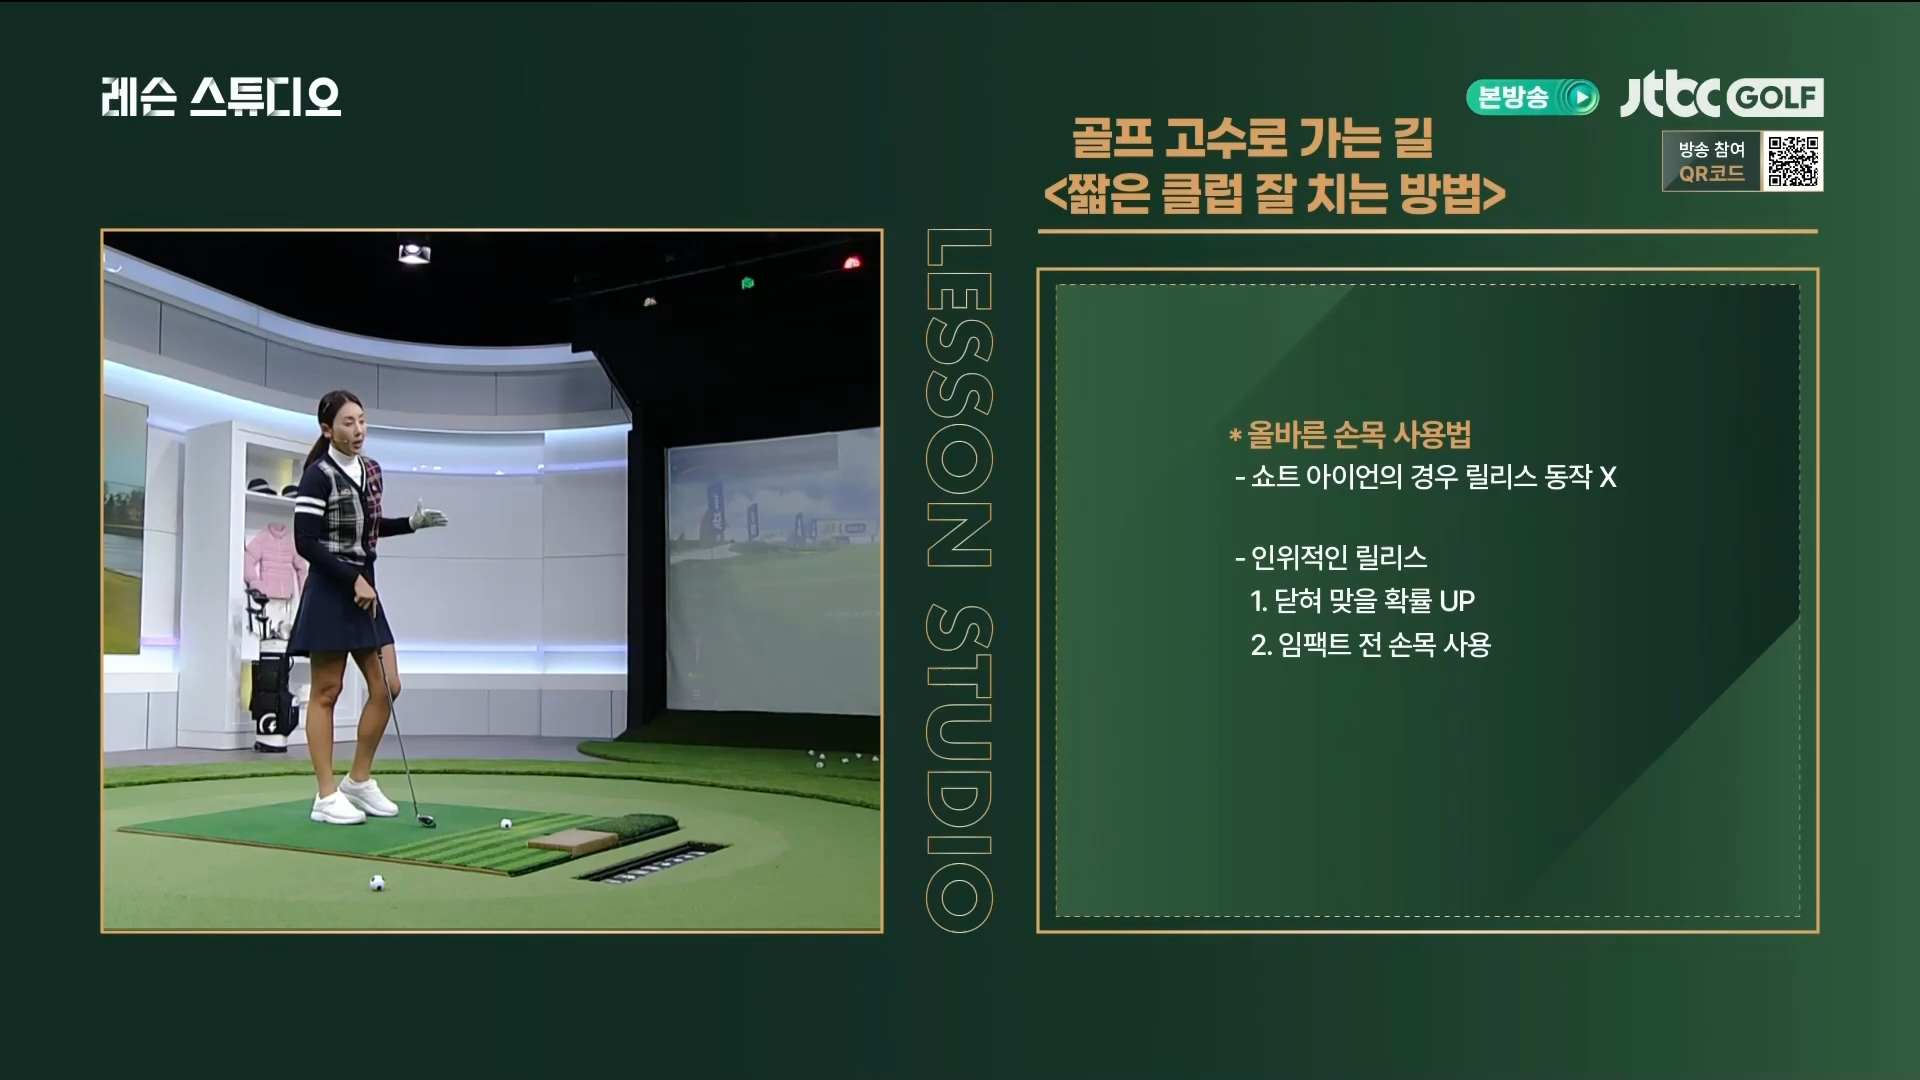 레슨 스튜디오
본방송
JTBC GOLF
방송 참여
QR코드
골프 고수로 가는 길
<짧은 클럽 잘 치는 방법>
LESSON STUDIO
* 올바른 손목 사용법
- 쇼트 아이언의 경우 릴리스 동작 X
- 인위적인 릴리스
1. 닫혀 맞을 확률 UP
2. 임팩트 전 손목 사용